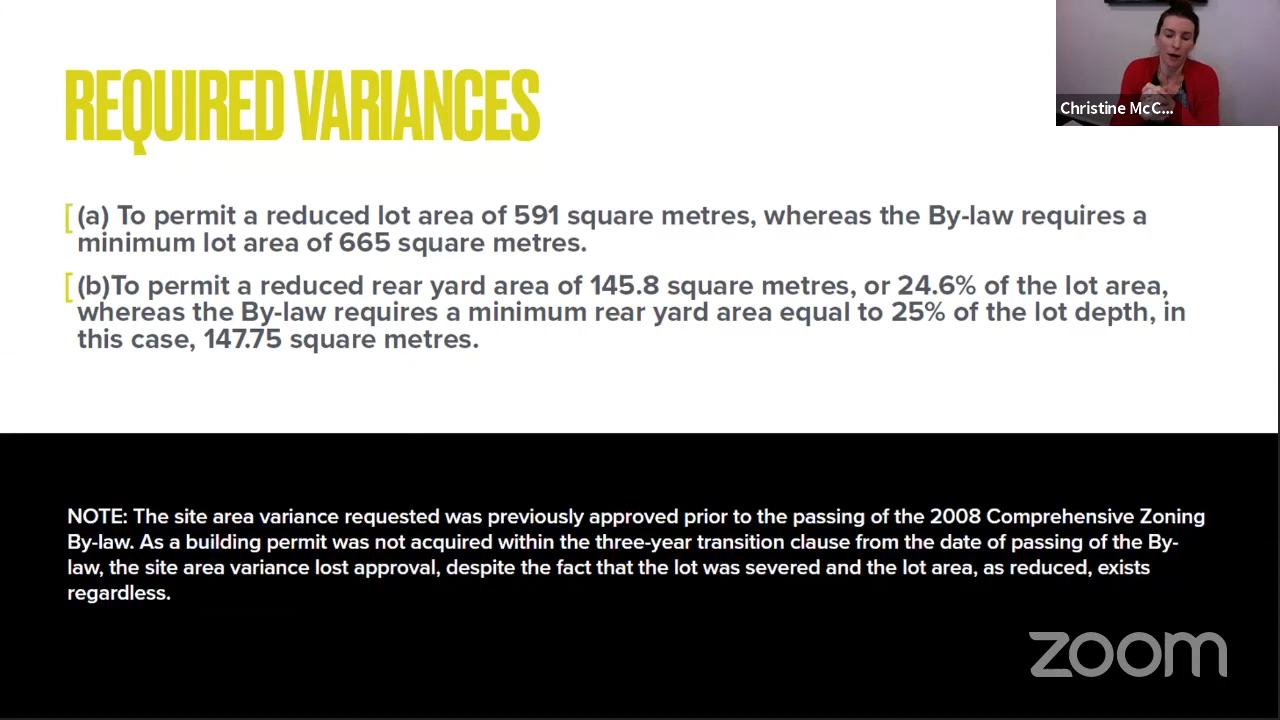 REQUIRED VARIANCES
Christine McC...
[ (a) To permit a reduced lot area of 591 square metres, whereas the By-law requires a
minimum lot area of 665 square metres.
[ (b)To permit a reduced rear yard area of 145.8 square metres, or 24.6% of the lot area,
whereas the By-law requires a minimum rear yard area equal to 25% of the lot depth, in
this case, 147.75 square metres.
NOTE: The site area variance requested was previously approved prior to the passing of the 2008 Comprehensive Zoning
By-law. As a building permit was not acquired within the three-year transition clause from the date of passing of the By-
law, the site area variance lost approval, despite the fact that the lot was severed and the lot area, as reduced, exists
regardless.
zoom